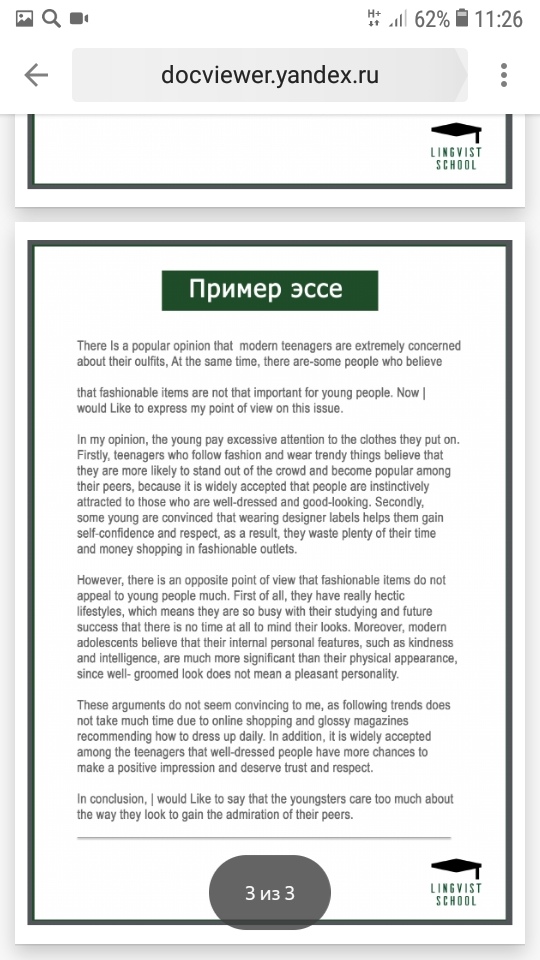 H+ 62% 11:26
docviewer.yandex.ru
LINGVIST
SCHOOL
Пример эссе
There Is a popular opinion that modern teenagers are extremely concerned
about their oulfits, At the same time, there are-some people who believe
that fashionable items are not that important for young people. Now |
would Like to express my point of view on this issue.
In my opinion, the young pay excessive attention to the clothes they put on.
Firstly, teenagers who follow fashion and wear trendy things believe that
they are more likely to stand out of the crowd and become popular among
their peers, because it is widely accepted that people are instinctively
attracted to those who are well-dressed and good-looking. Secondly,
some young are convinced that wearing designer labels helps them gain
self-confidence and respect, as a result, they waste plenty of their time
and money shopping in fashionable outlets.
However, there is an opposite point of view that fashionable items do not
appeal to young people much. First of all, they have really hectic
lifestyles, which means they are so busy with their studying and future
success that there is no time at all to mind their looks. Moreover, modern
adolescents believe that their internal personal features, such as kindness
and intelligence, are much more significant than their physical appearance,
since well- groomed look does not mean a pleasant personality.
These arguments do not seem convincing to me, as following trends does
not take much time due to online shopping and glossy magazines
recommending how to dress up daily. In addition, it is widely accepted
among the teenagers that well-dressed people have more chances to
make a positive impression and deserve trust and respect.
In conclusion, | would Like to say that the youngsters care too much about
the way they look to gain the admiration of their peers.
3 из 3
LINGVIST
SCHOOL